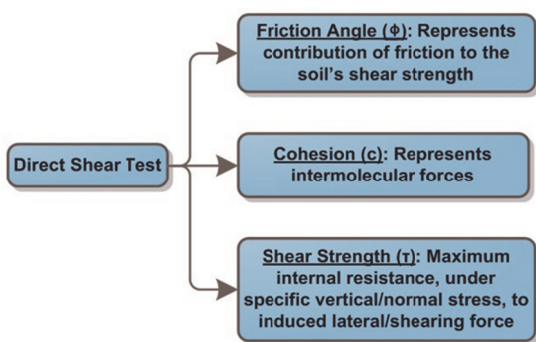 Friction Angle (ϕ): Represents
contribution of friction to the
soil's shear strength
Direct Shear Test
Cohesion (c): Represents
intermolecular forces
Shear Strength (τ): Maximum
internal resistance, under
specific vertical/normal stress, to
induced lateral/shearing force